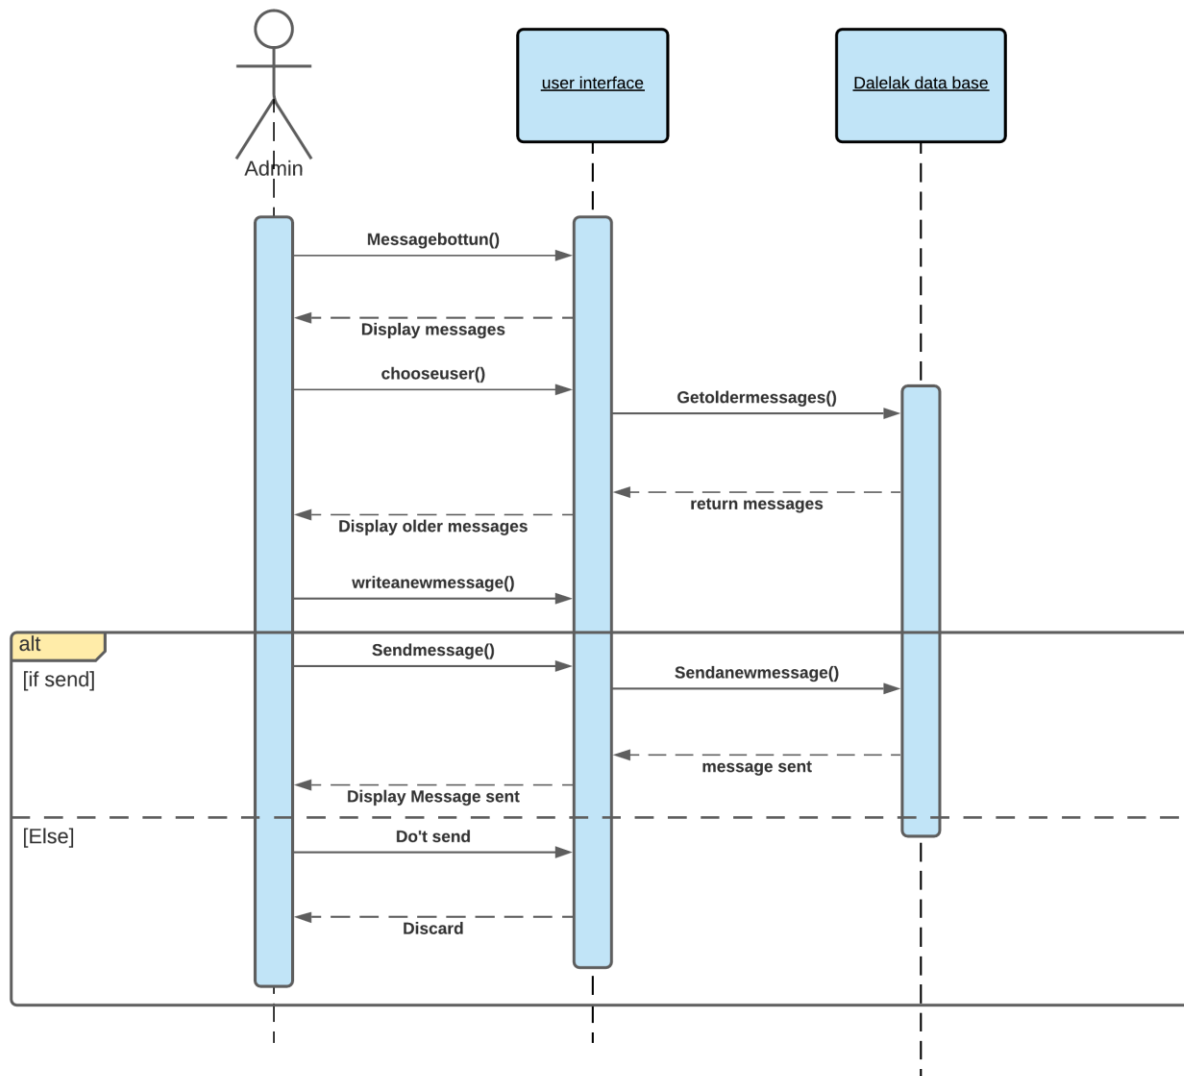 user interface
Dalelak data base
Admin
Messagebottun()
Display messages
chooseuser()
Getoldermessages()
return messages
Display older messages
writeanewmessage()
alt
Sendmessage()
[if send]
Sendanewmessage()
message sent
Display Message sent
[Else]
Do't send
Discard